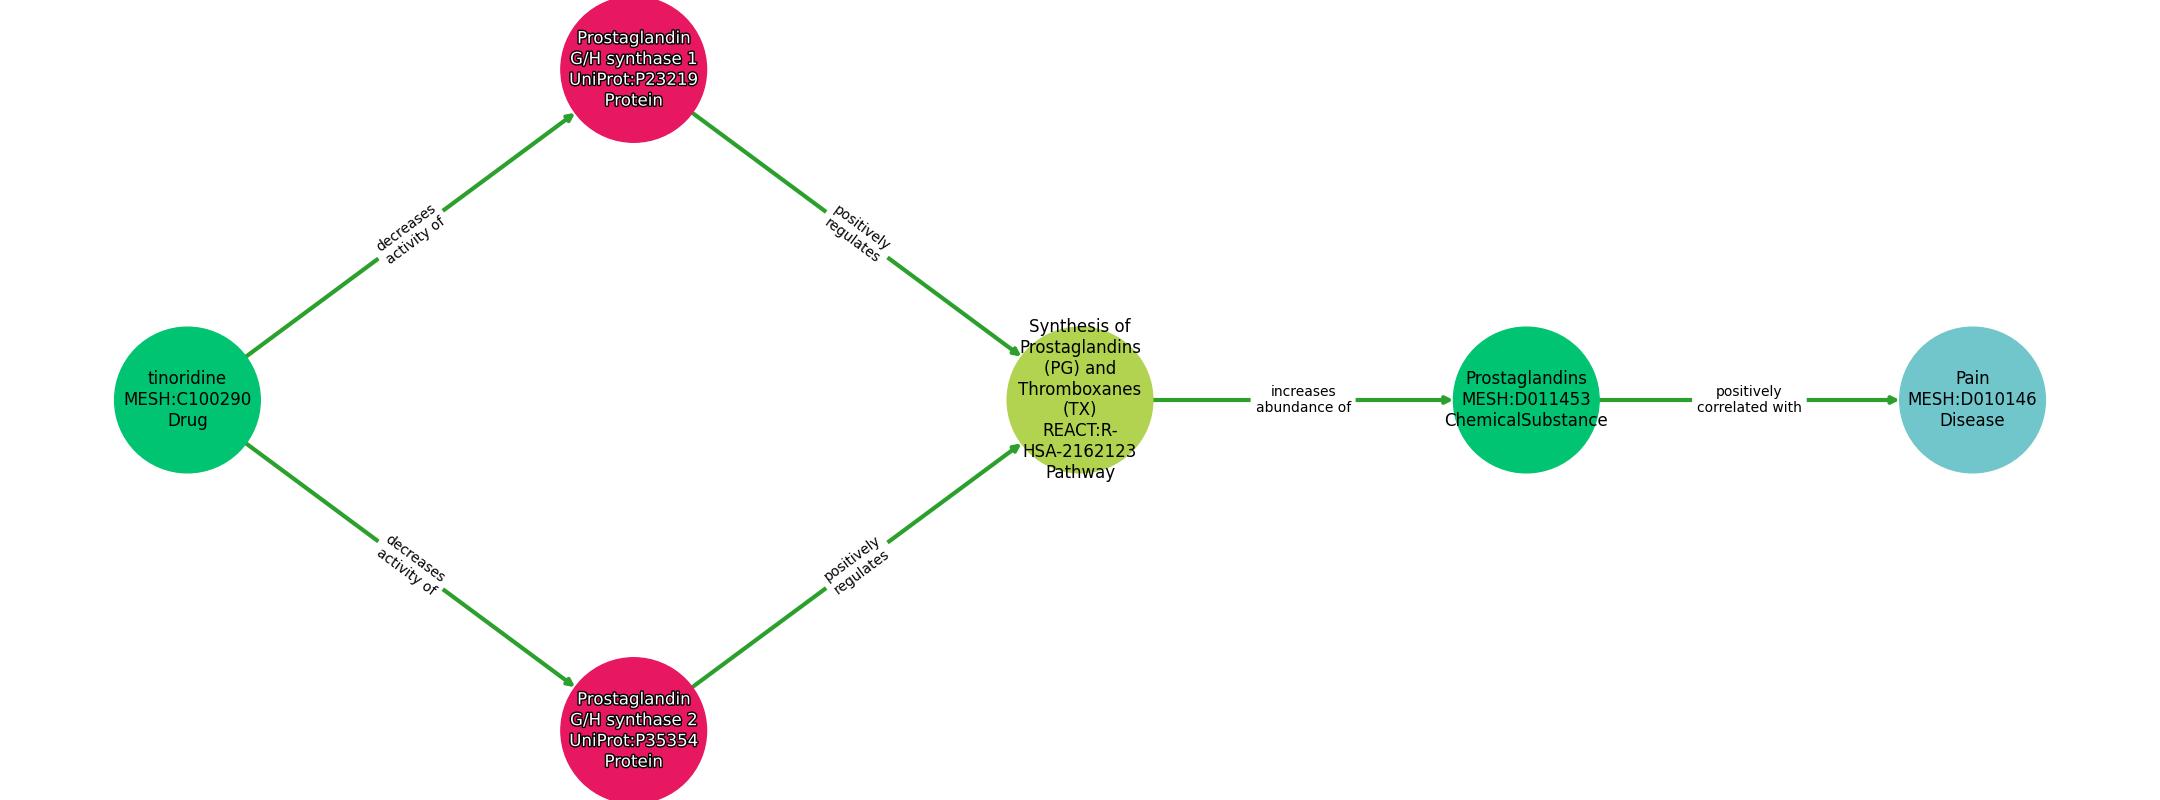 Prostaglandin
G/H synthase 1
UniProt:P23219
Protein
decreases
activity of
positively
regulates
tinoridine
MESH:C100290
Drug
Synthesis of
Prostaglandins
(PG) and
Thromboxanes
(TX)
REACT:R-
HSA-2162123
Pathway
increases
abundance of
Prostaglandins
MESH:D011453
ChemicalSubstance
positively
correlated with
Pain
MESH:D010146
Disease
decreases
activity of
positively
regulates
Prostaglandin
G/H synthase 2
UniProt:P35354
Protein